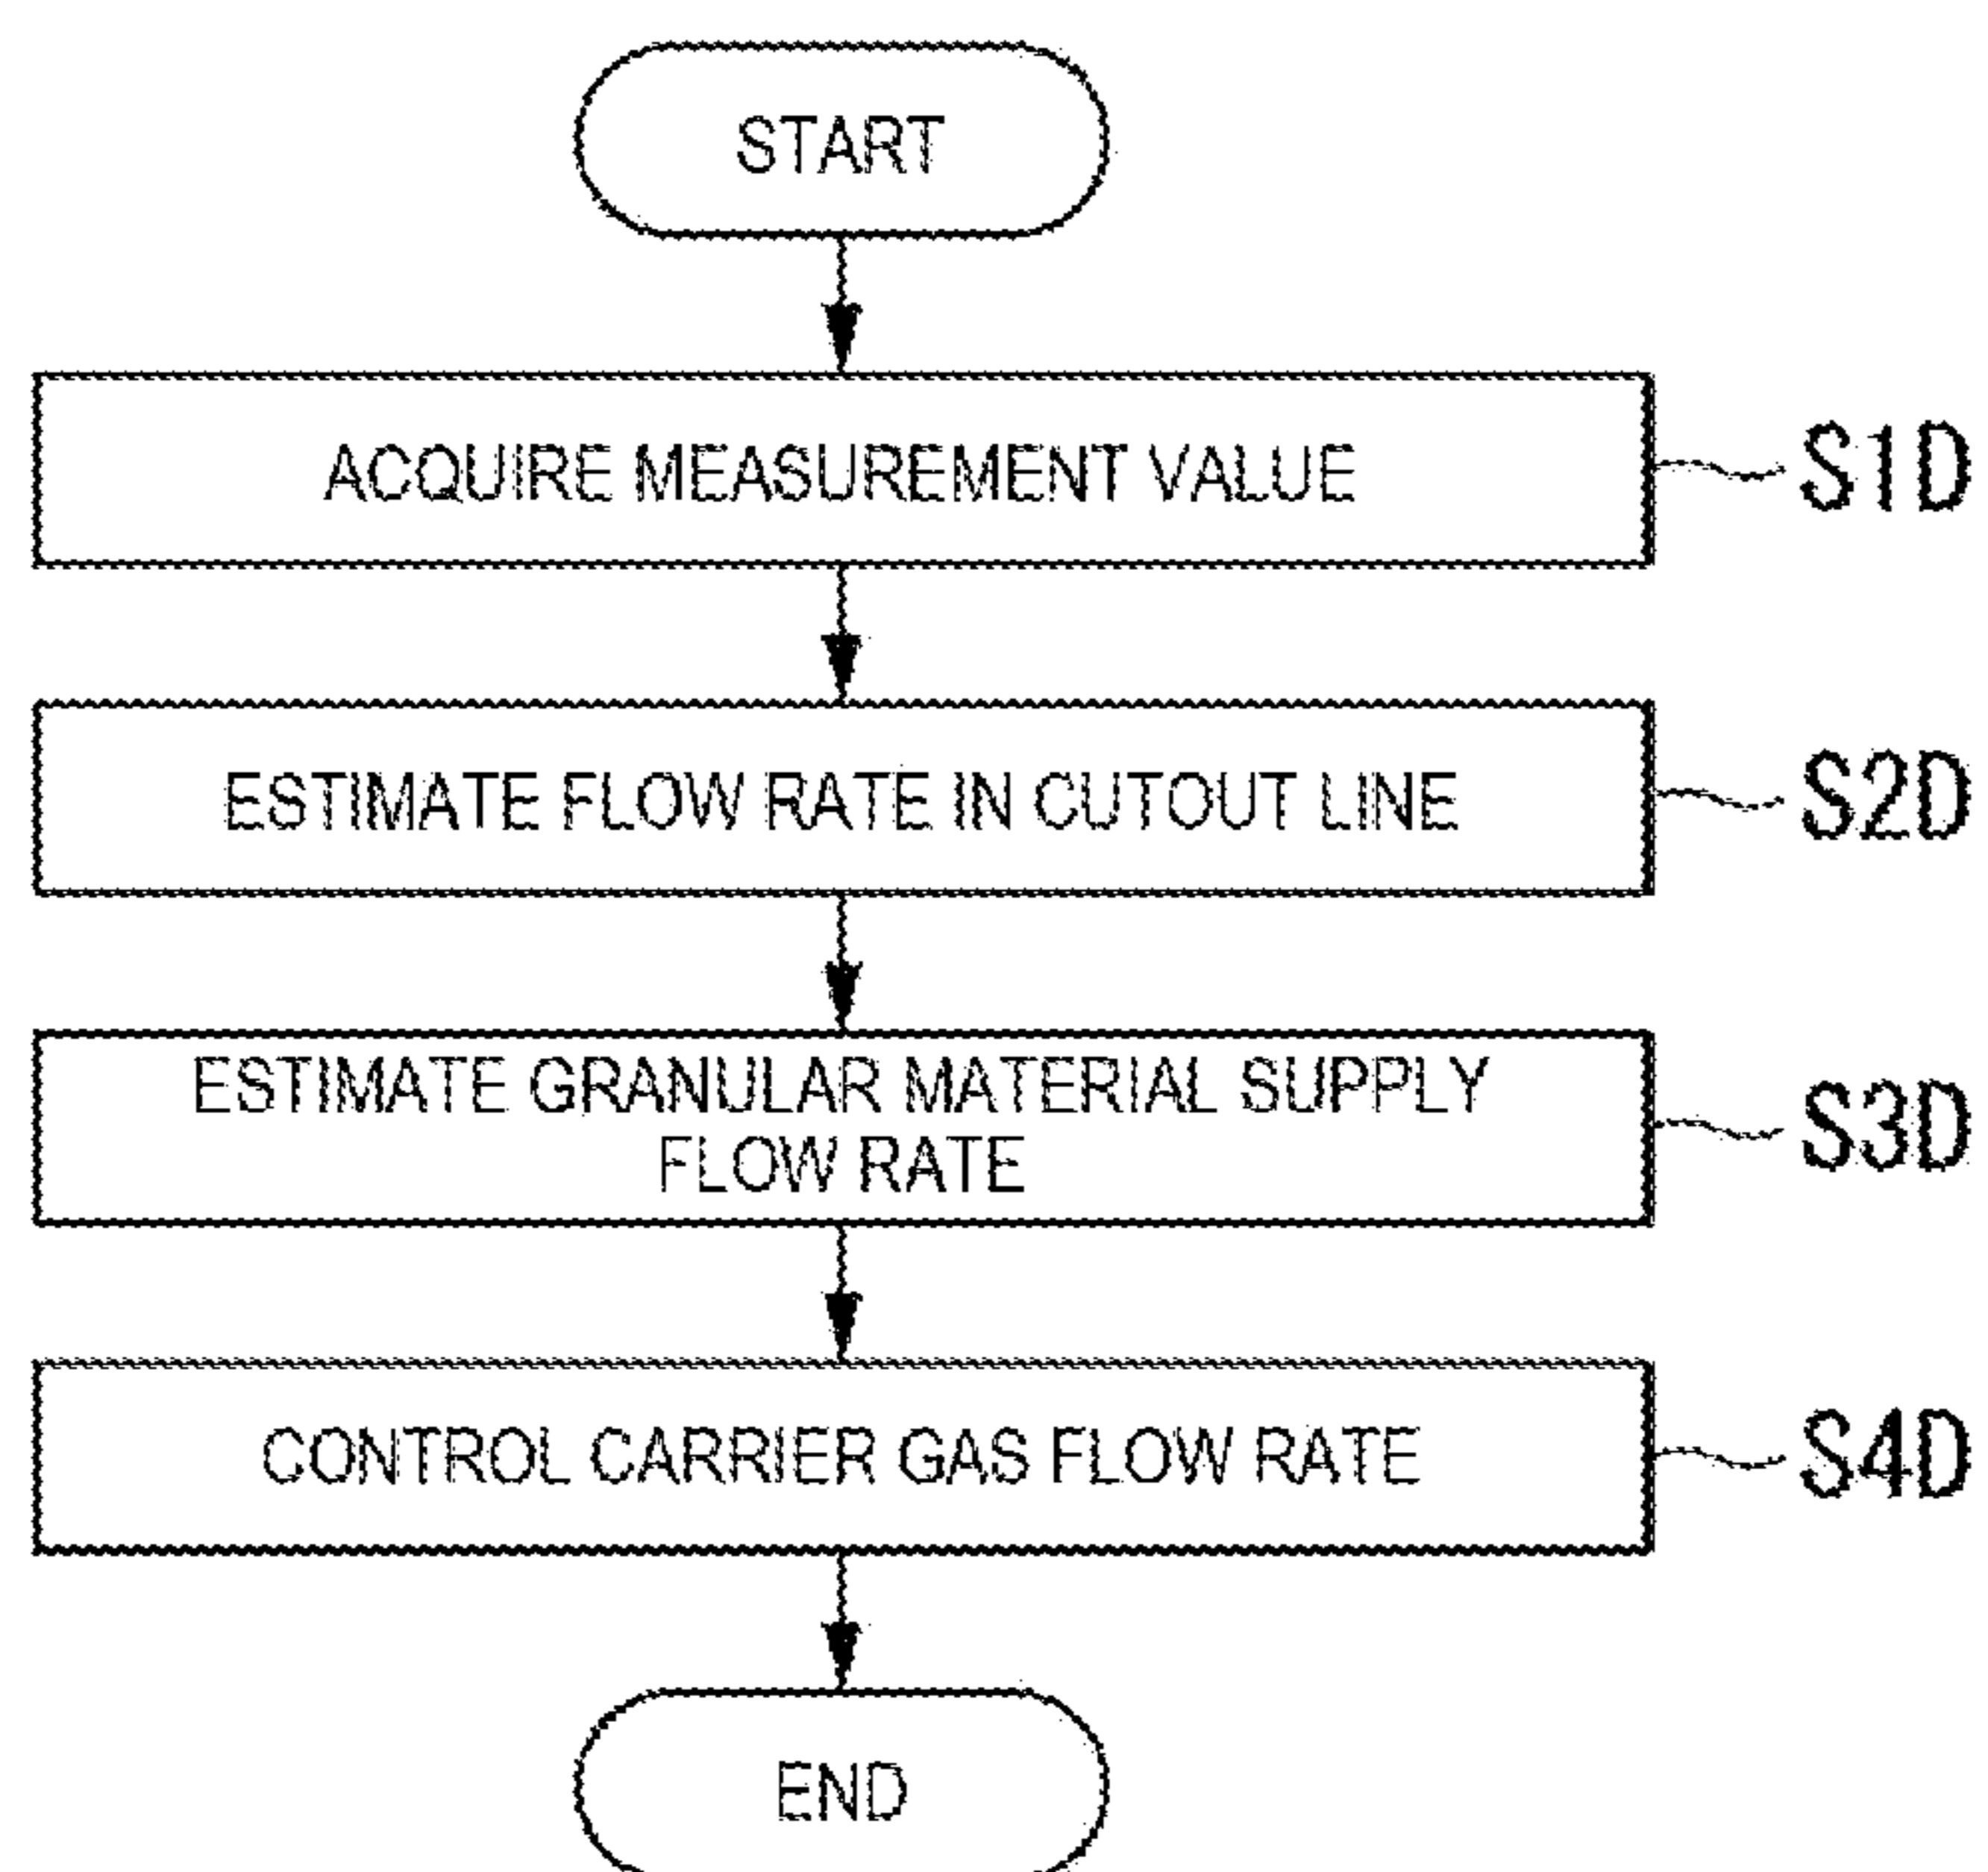 START
ACQUIRE MEASUREMENT VALUE
S1D
ESTIMATE FLOW RATE IN CUTOUT LINE
S2D
ESTIMATE GRANULAR MATERIAL SUPPLY
FLOW RATE
S3D
CONTROL CARRIER GAS FLOW RATE
S4D
END